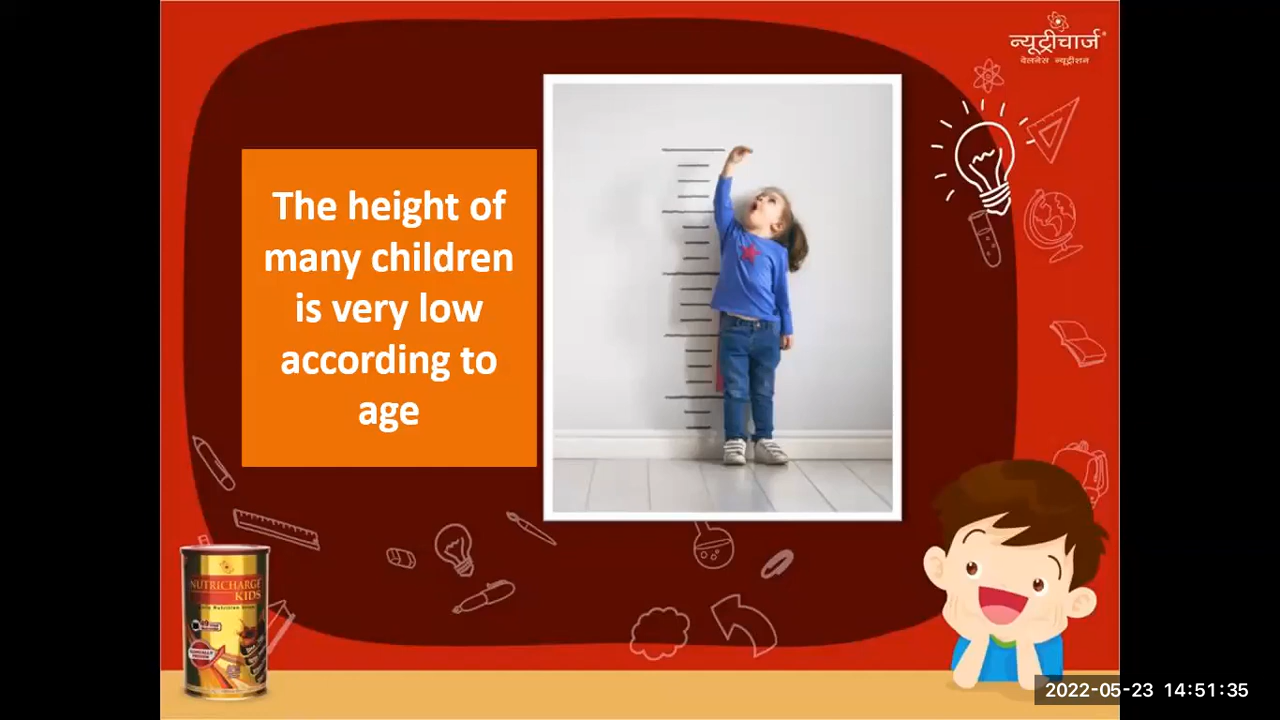 न्यूट्रीचार्ज
वेलनेस न्यूट्रीशन
The height of
many children
is very low
according to
age
NUTRICHARGE
KIDS
2022-05-23 14:51:35